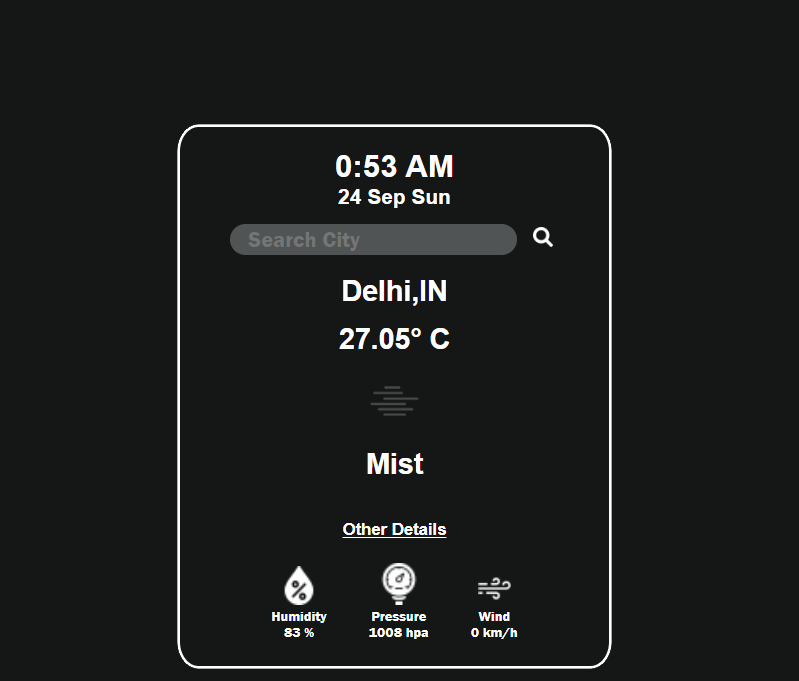 0:53 AM
24 Sep Sun
Search City
Delhi,IN
27.05° C
Mist
Other Details
%
Humidity Pressure Wind
83 % 1008 hpa 0 km/h